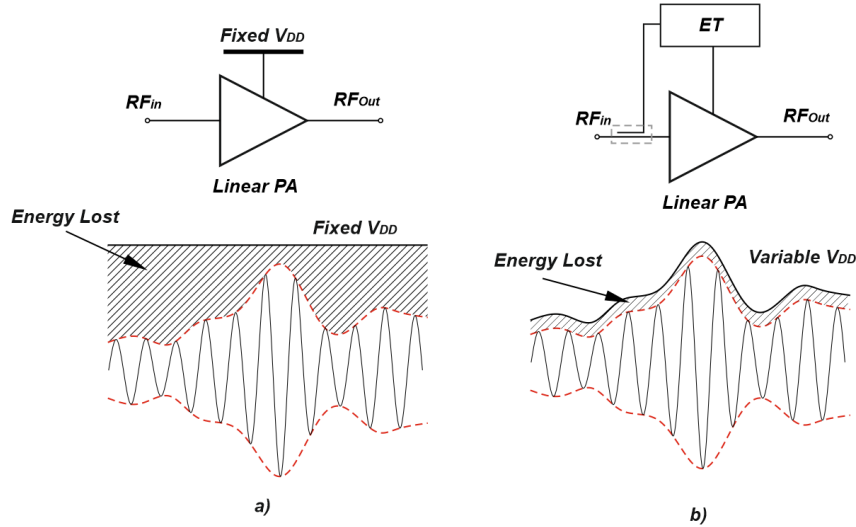 Fixed VDD
RFin
RFOut
Linear PA
Energy Lost
Fixed VDD
a)
ET
RFin
RFOut
Linear PA
Energy Lost
Variable VDD
b)